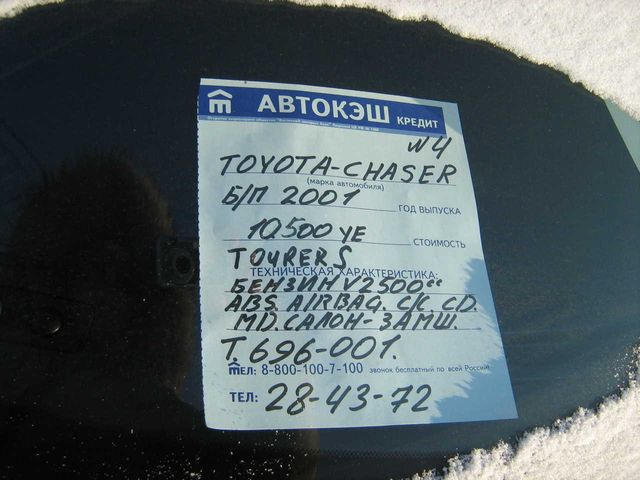 АВТОКЭШ КРЕДИТ
№4
TOYOTA-CHASER
(марка автомобиля)
Б/П 2001 ГОД ВЫПУСКА
10500 УЕ СТОИМОСТЬ
TOURER S
ТЕХНИЧЕСКАЯ ХАРАКТЕРИСТИКА:
БЕНЗИН V2500"
ABS. AIRBAG. C/C. CD.
MD. САЛОН-ЗАМШ.
Т. 696-001.
ТЕЛ: 8-800-100-7-100 звонок бесплатный по всей России
ТЕЛ: 28-43-72